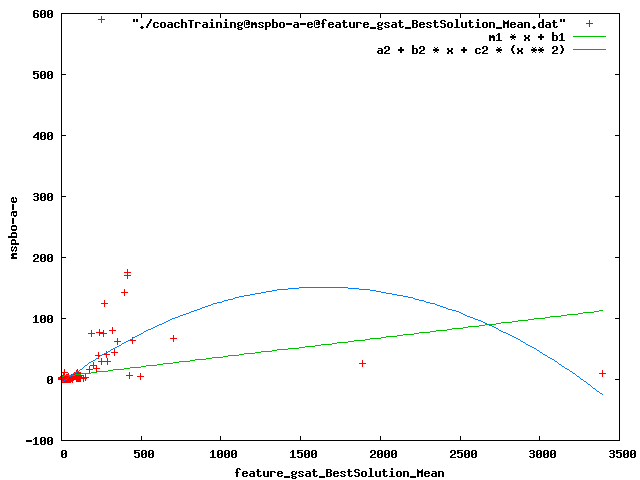 600
500
400
300
200
100
0
-100
mspbo-a-e
"./coachTraining@mspbo-a-e@feature_gsat_BestSolution_Mean.dat"
m1 * x + b1
a2 + b2 * x + c2 * (x ** 2)
0 500 1000 1500 2000 2500 3000 3500
feature_gsat_BestSolution_Mean